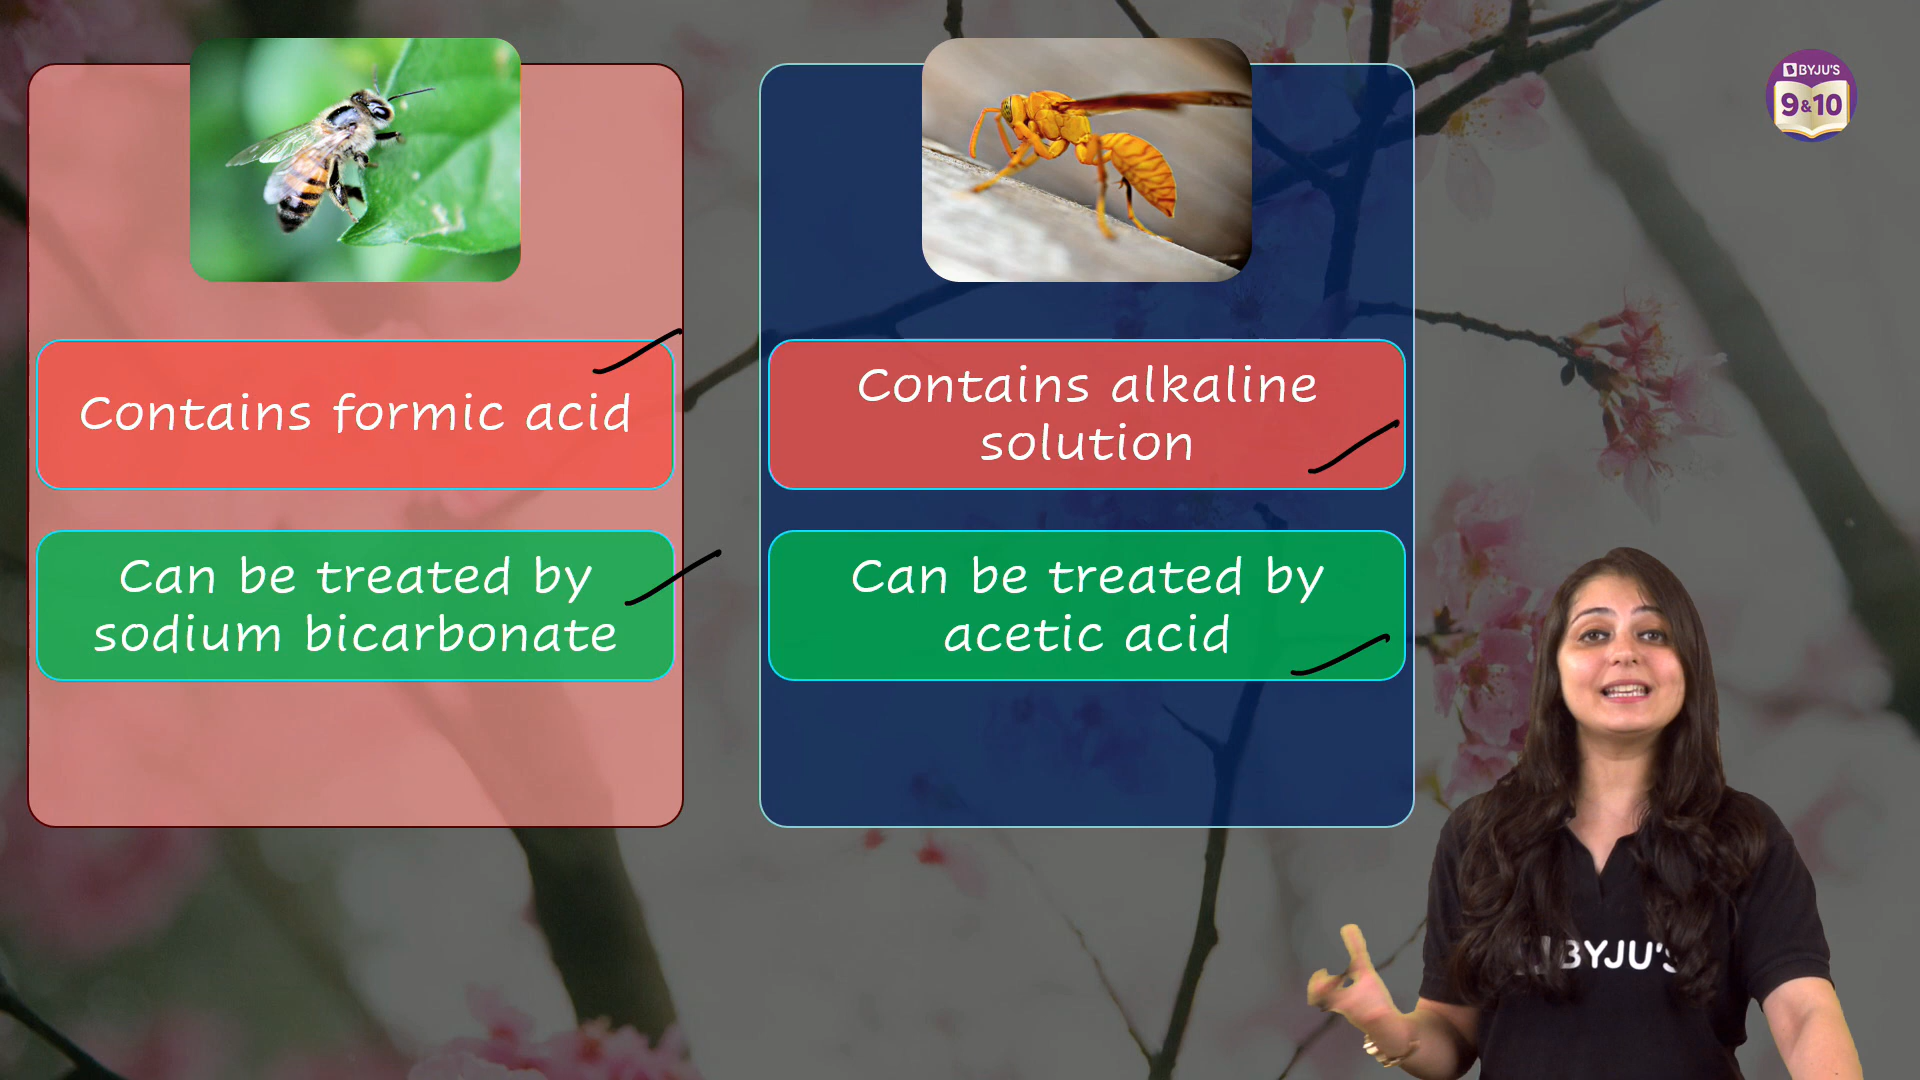 Contains formic acid
Can be treated by
sodium bicarbonate
Contains alkaline
solution
Can be treated by
acetic acid
BYJU'S
9&10
BYJU'S